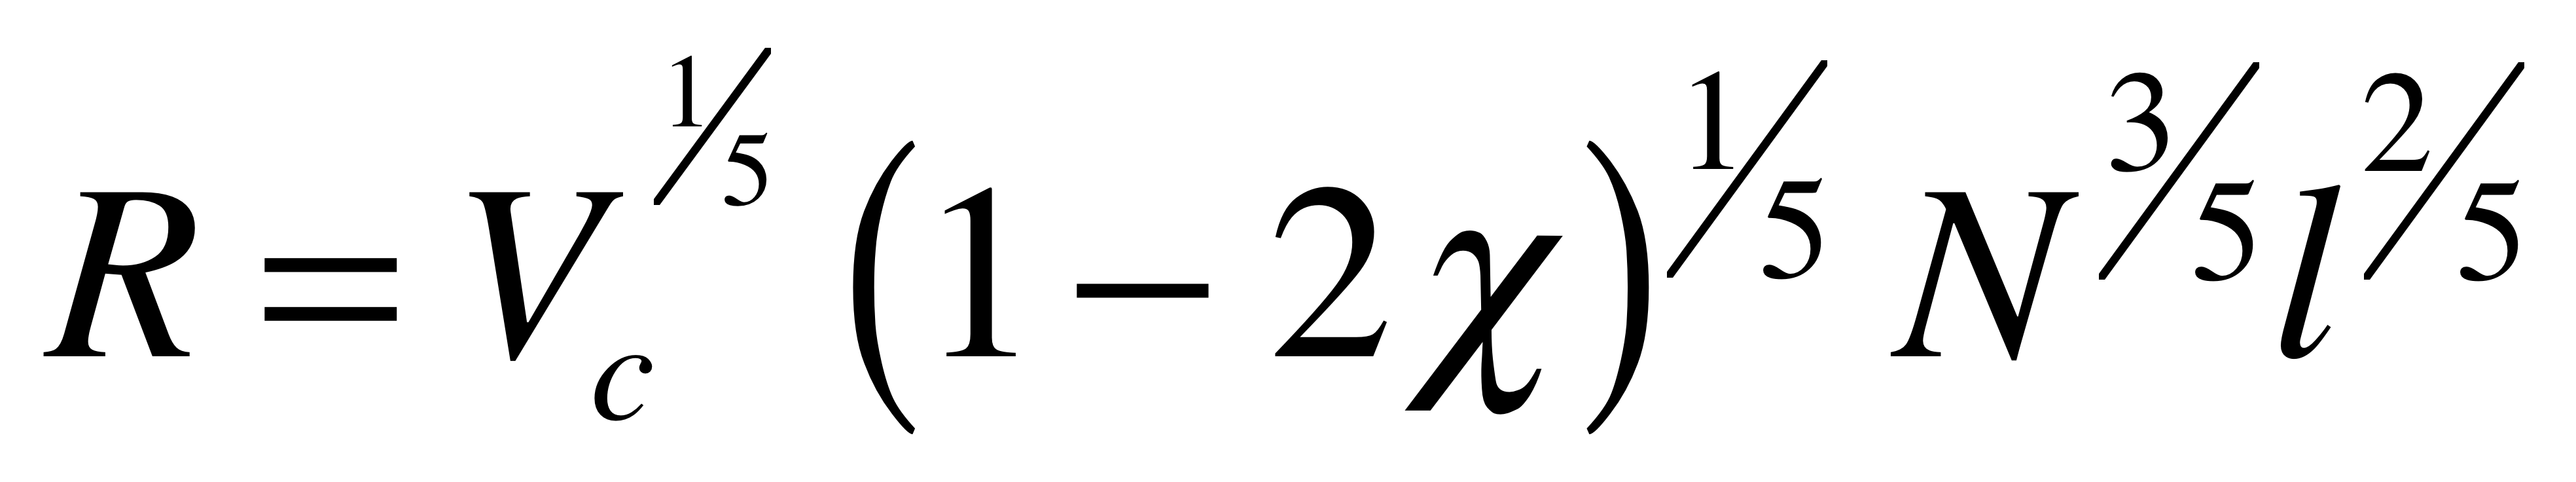 R = V_c^{1/5} (1 − 2χ)^{1/5} N^{3/5} l^{2/5}